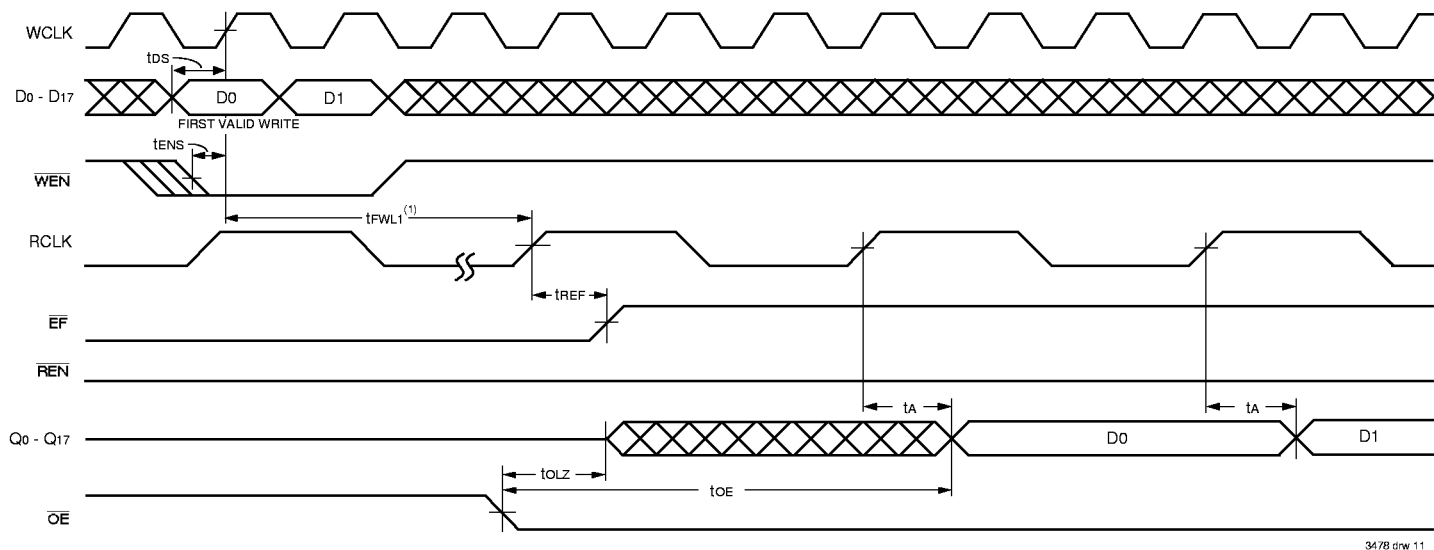 WCLK
tDS
D0 - D17
D0
D1
FIRST VALID WRITE
tENS
WEN
tFWL1(1)
RCLK
tREF
EF
REN
tA
tA
Q0 - Q17
D0
D1
tOLZ
tOE
OE
3478 drw 11